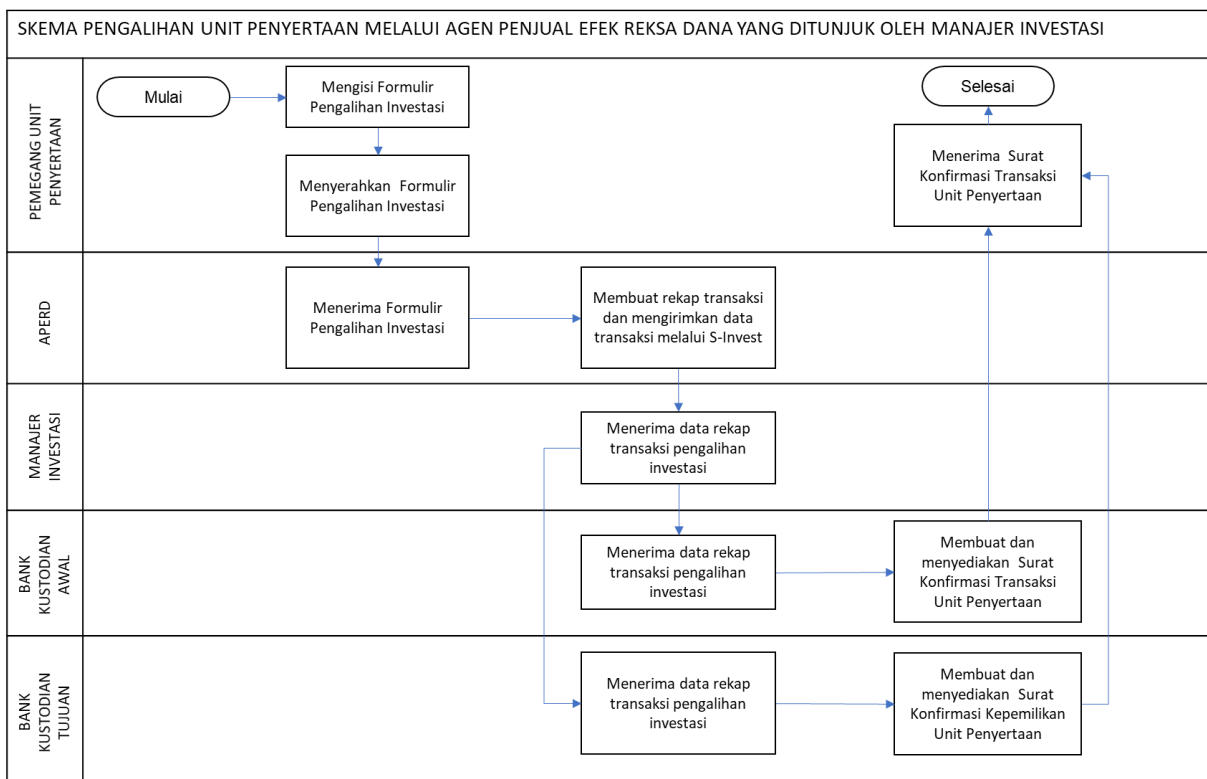 SKEMA PENGALIHAN UNIT PENYERTAAN MELALUI AGEN PENJUAL EFEK REKSA DANA YANG DITUNJUK OLEH MANAJER INVESTASI
PEMEGANG UNIT
PENYERTAAN
Mulai
Mengisi Formulir
Pengalihan Investasi
Selesai
Menyerahkan Formulir
Pengalihan Investasi
Menerima Surat
Konfirmasi Transaksi
Unit Penyertaan
APERD
Menerima Formulir
Pengalihan Investasi
Membuat rekap transaksi
dan mengirimkan data
transaksi melalui S-Invest
MANAJER
INVESTASI
Menerima data rekap
transaksi pengalihan
investasi
BANK
KUSTODIAN
AWAL
Menerima data rekap
transaksi pengalihan
investasi
Membuat dan
menyediakan Surat
Konfirmasi Transaksi
Unit Penyertaan
BANK
KUSTODIAN
TUJUAN
Menerima data rekap
transaksi pengalihan
investasi
Membuat dan
menyediakan Surat
Konfirmasi Kepemilikan
Unit Penyertaan